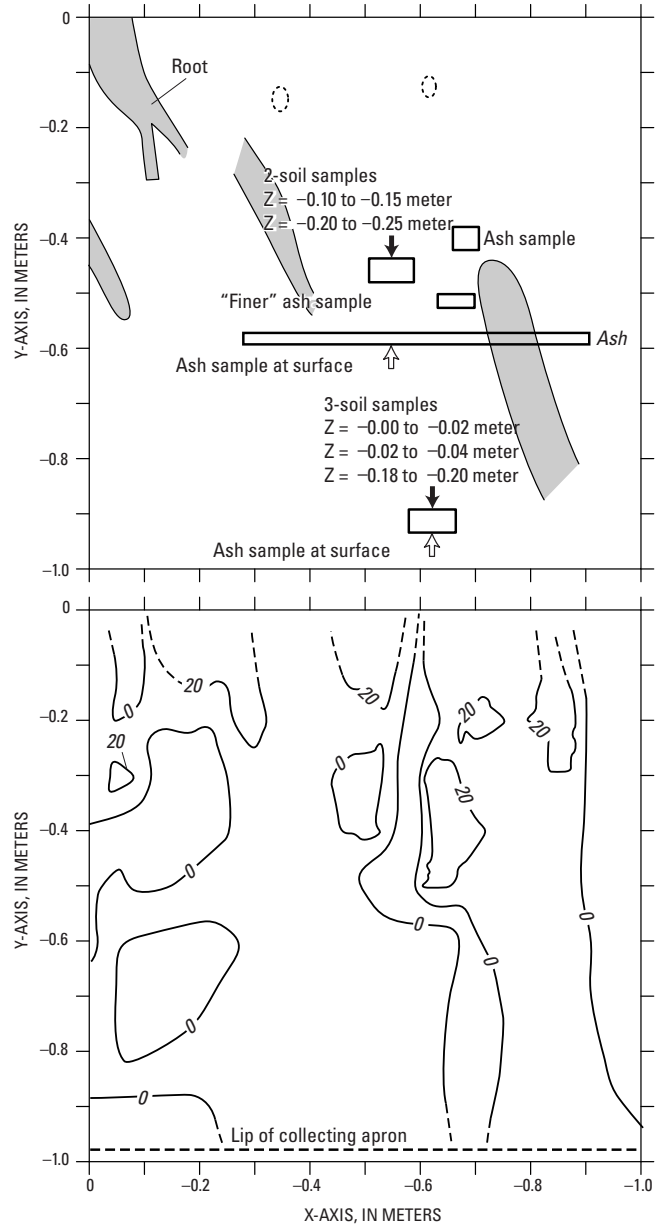 0
Root
−0.2
2-soil samples
Z = −0.10 to −0.15 meter
Z = −0.20 to −0.25 meter
−0.4
Ash sample
“Finer” ash sample
Y-AXIS, IN METERS
−0.6
Ash
Ash sample at surface
3-soil samples
Z = −0.00 to −0.02 meter
Z = −0.02 to −0.04 meter
−0.8
Z = −0.18 to −0.20 meter
Ash sample at surface
−1.0
0
20
20
0
20
20
−0.2
20
0
20
−0.4
0
Y-AXIS, IN METERS
0
0
−0.6
0
0
−0.8
0
Lip of collecting apron
−1.0
0 −0.2 −0.4 −0.6 −0.8 −1.0
X-AXIS, IN METERS